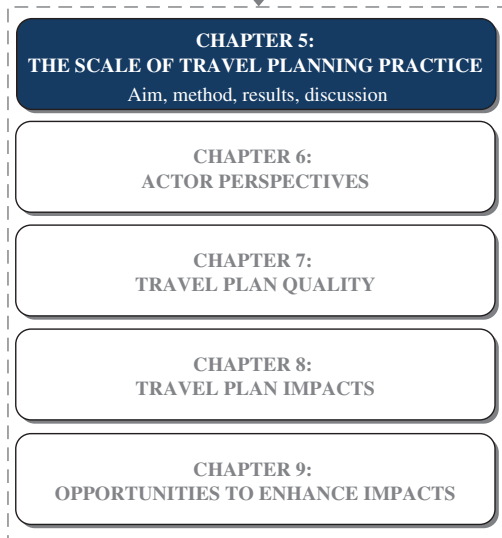 CHAPTER 5:
THE SCALE OF TRAVEL PLANNING PRACTICE
Aim, method, results, discussion
CHAPTER 6:
ACTOR PERSPECTIVES
CHAPTER 7:
TRAVEL PLAN QUALITY
CHAPTER 8:
TRAVEL PLAN IMPACTS
CHAPTER 9:
OPPORTUNITIES TO ENHANCE IMPACTS